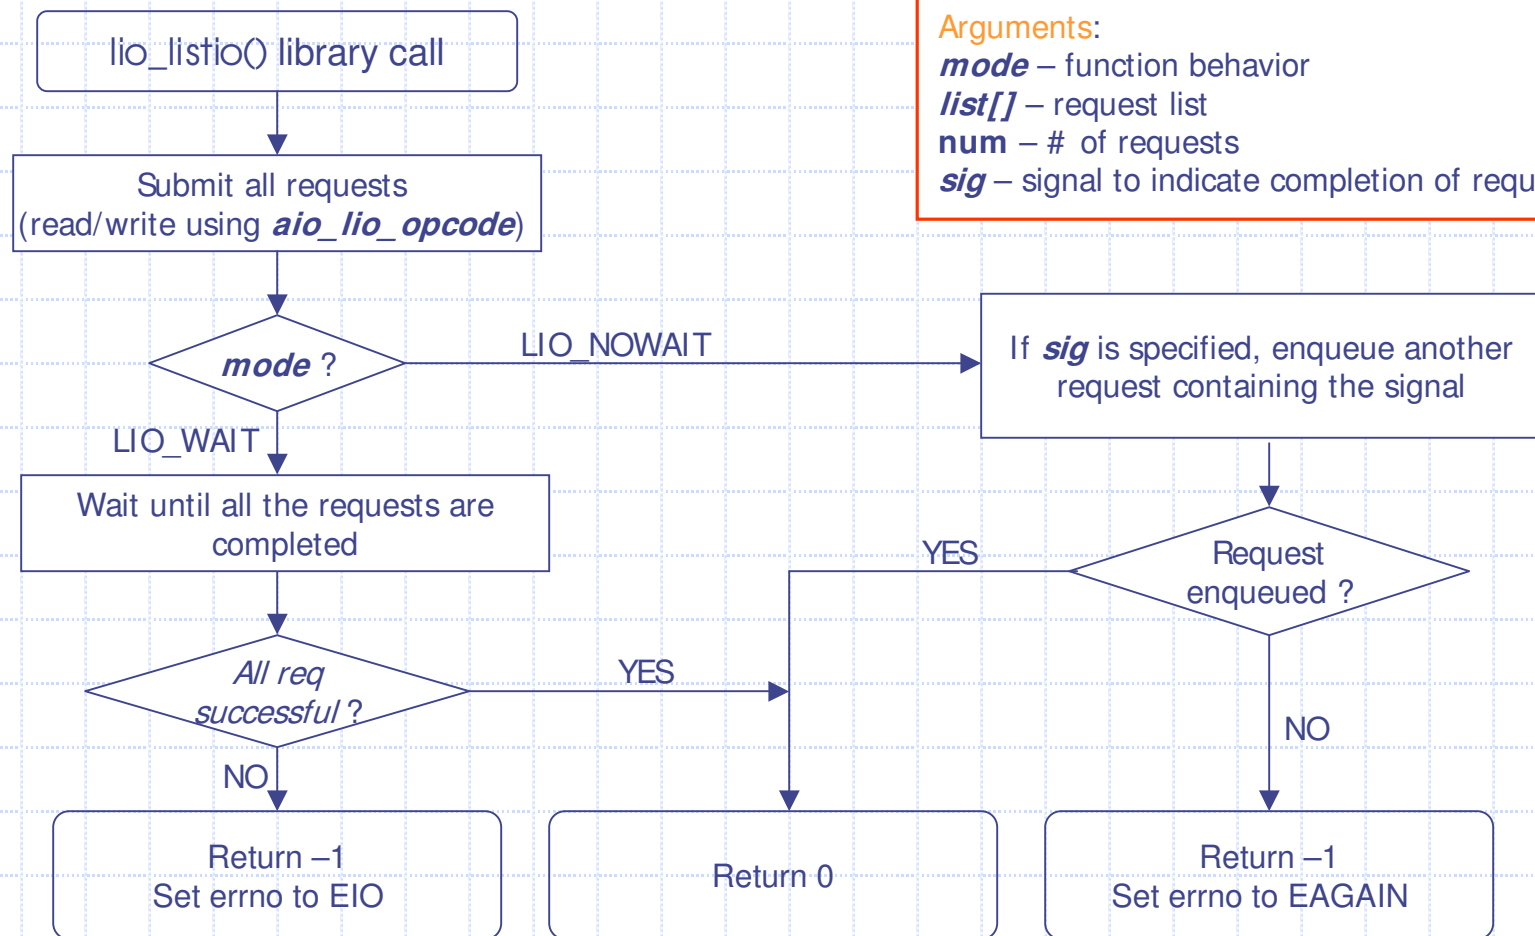 lio_listio() library call
Arguments:
mode – function behavior
list[] – request list
num – # of requests
sig – signal to indicate completion of requ
Submit all requests
(read/write using aio_lio_opcode)
mode ?
LIO_NOWAIT
If sig is specified, enqueue another
request containing the signal
LIO_WAIT
Wait until all the requests are
completed
YES
Request
enqueued ?
All req
successful ?
YES
NO
NO
Return –1
Set errno to EIO
Return 0
Return –1
Set errno to EAGAIN